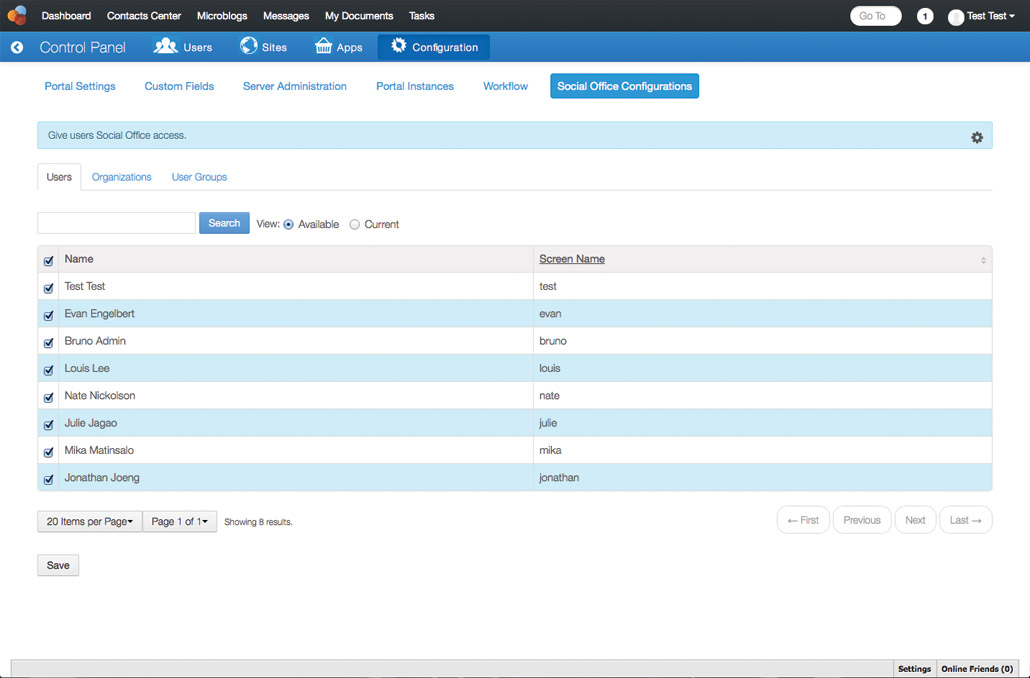 Dashboard Contacts Center Microblogs Messages My Documents Tasks Go To 1 Test Test
Control Panel Users Sites Apps Configuration
Portal Settings Custom Fields Server Administration Portal Instances Workflow Social Office Configurations
Give users Social Office access.
Users Organizations User Groups
Search View: Available Current
Name Screen Name
Test Test test
Evan Engelbert evan
Bruno Admin bruno
Louis Lee louis
Nate Nickolson nate
Julie Jagao julie
Mika Matinsalo mika
Jonathan Joeng jonathan
20 Items per Page Page 1 of 1 Showing 8 results. ← First Previous Next Last →
Save
Settings Online Friends (0)